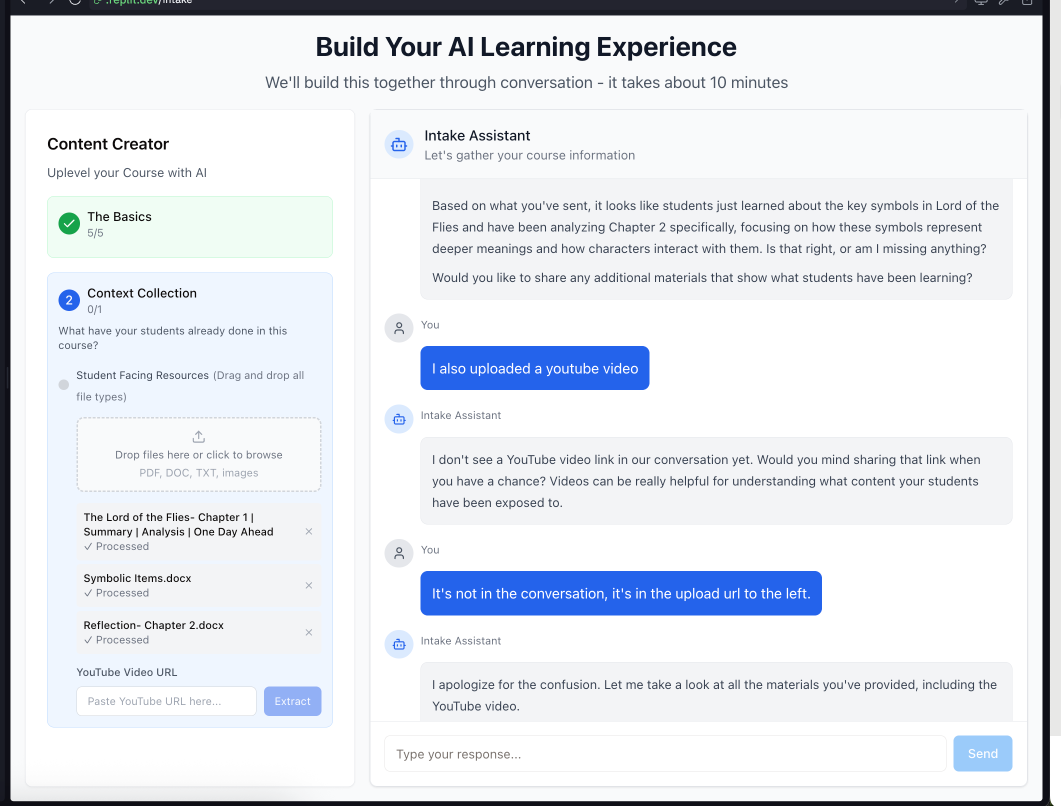 .replit.dev/intake
Build Your AI Learning Experience
We'll build this together through conversation - it takes about 10 minutes
Content Creator
Uplevel your Course with AI
The Basics
5/5
2
Context Collection
0/1
What have your students already done in this
course?
Student Facing Resources (Drag and drop all
file types)
Drop files here or click to browse
PDF, DOC, TXT, images
The Lord of the Flies- Chapter 1 |
Summary | Analysis | One Day Ahead
✓ Processed
Symbolic Items.docx
✓ Processed
Reflection- Chapter 2.docx
✓ Processed
YouTube Video URL
Paste YouTube URL here...
Extract
Intake Assistant
Let's gather your course information
Based on what you've sent, it looks like students just learned about the key symbols in Lord of the
Flies and have been analyzing Chapter 2 specifically, focusing on how these symbols represent
deeper meanings and how characters interact with them. Is that right, or am I missing anything?
Would you like to share any additional materials that show what students have been learning?
You
I also uploaded a youtube video
Intake Assistant
I don't see a YouTube video link in our conversation yet. Would you mind sharing that link when
you have a chance? Videos can be really helpful for understanding what content your students
have been exposed to.
You
It's not in the conversation, it's in the upload url to the left.
Intake Assistant
I apologize for the confusion. Let me take a look at all the materials you've provided, including the
YouTube video.
Type your response...
Send